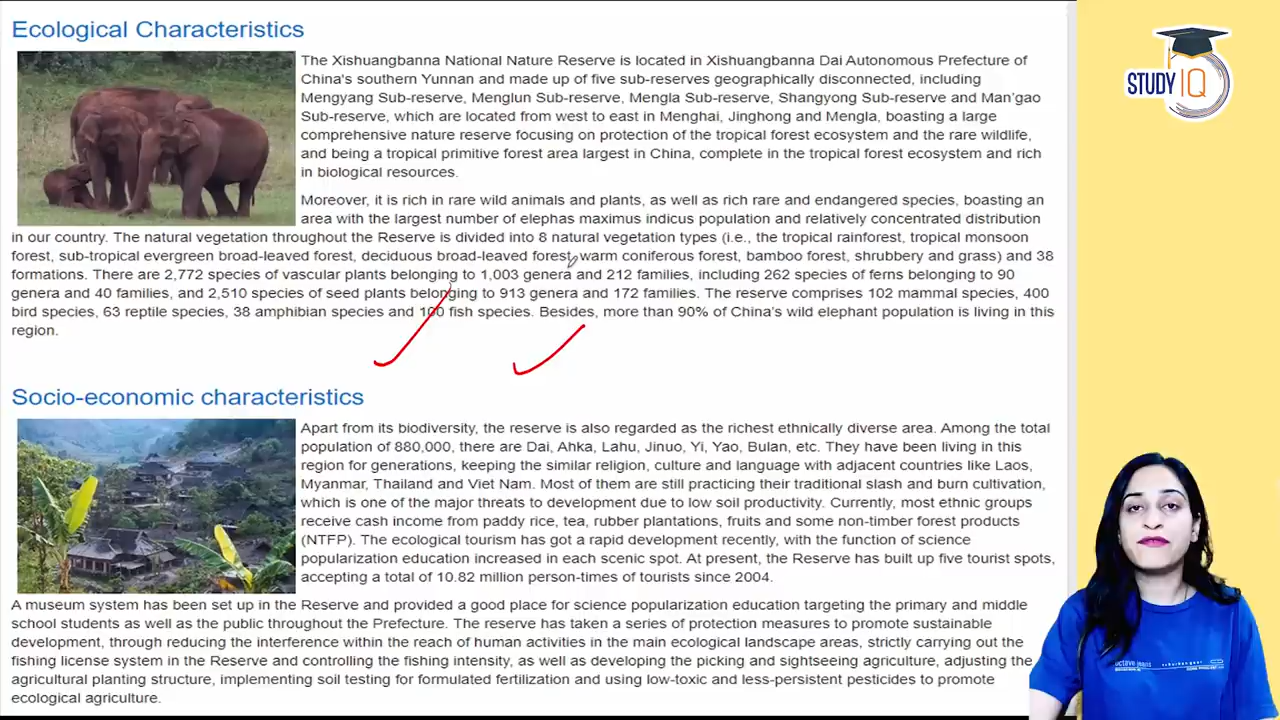 Ecological Characteristics
The Xishuangbanna National Nature Reserve is located in Xishuangbanna Dai Autonomous Prefecture of
China's southern Yunnan and made up of five sub-reserves geographically disconnected, including
Mengyang Sub-reserve, Menglun Sub-reserve, Mengla Sub-reserve, Shangyong Sub-reserve and Man'gao
Sub-reserve, which are located from west to east in Menghai, Jinghong and Mengla, boasting a large
comprehensive nature reserve focusing on protection of the tropical forest ecosystem and the rare wildlife,
and being a tropical primitive forest area largest in China, complete in the tropical forest ecosystem and rich
in biological resources.
Moreover, it is rich in rare wild animals and plants, as well as rich rare and endangered species, boasting an
area with the largest number of elephas maximus indicus population and relatively concentrated distribution
in our country. The natural vegetation throughout the Reserve is divided into 8 natural vegetation types (i.e., the tropical rainforest, tropical monsoon
forest, sub-tropical evergreen broad-leaved forest, deciduous broad-leaved forest, warm coniferous forest, bamboo forest, shrubbery and grass) and 38
formations. There are 2,772 species of vascular plants belonging to 1,003 genera and 212 families, including 262 species of ferns belonging to 90
genera and 40 families, and 2,510 species of seed plants belonging to 913 genera and 172 families. The reserve comprises 102 mammal species, 400
bird species, 63 reptile species, 38 amphibian species and 100 fish species. Besides, more than 90% of China's wild elephant population is living in this
region.
Socio-economic characteristics
Apart from its biodiversity, the reserve is also regarded as the richest ethnically diverse area. Among the total
population of 880,000, there are Dai, Ahka, Lahu, Jinuo, Yi, Yao, Bulan, etc. They have been living in this
region for generations, keeping the similar religion, culture and language with adjacent countries like Laos,
Myanmar, Thailand and Viet Nam. Most of them are still practicing their traditional slash and burn cultivation,
which is one of the major threats to development due to low soil productivity. Currently, most ethnic groups
receive cash income from paddy rice, tea, rubber plantations, fruits and some non-timber forest products
(NTFP). The ecological tourism has got a rapid development recently, with the function of science
popularization education increased in each scenic spot. At present, the Reserve has built up five tourist spots,
accepting a total of 10.82 million person-times of tourists since 2004.
A museum system has been set up in the Reserve and provided a good place for science popularization education targeting the primary and middle
school students as well as the public throughout the Prefecture. The reserve has taken a series of protection measures to promote sustainable
development, through reducing the interference within the reach of human activities in the main ecological landscape areas, strictly carrying out the
fishing license system in the Reserve and controlling the fishing intensity, as well as developing the picking and sightseeing agriculture, adjusting the
agricultural planting structure, implementing soil testing for formulated fertilization and using low-toxic and less-persistent pesticides to promote
ecological agriculture.
STUDY IQ